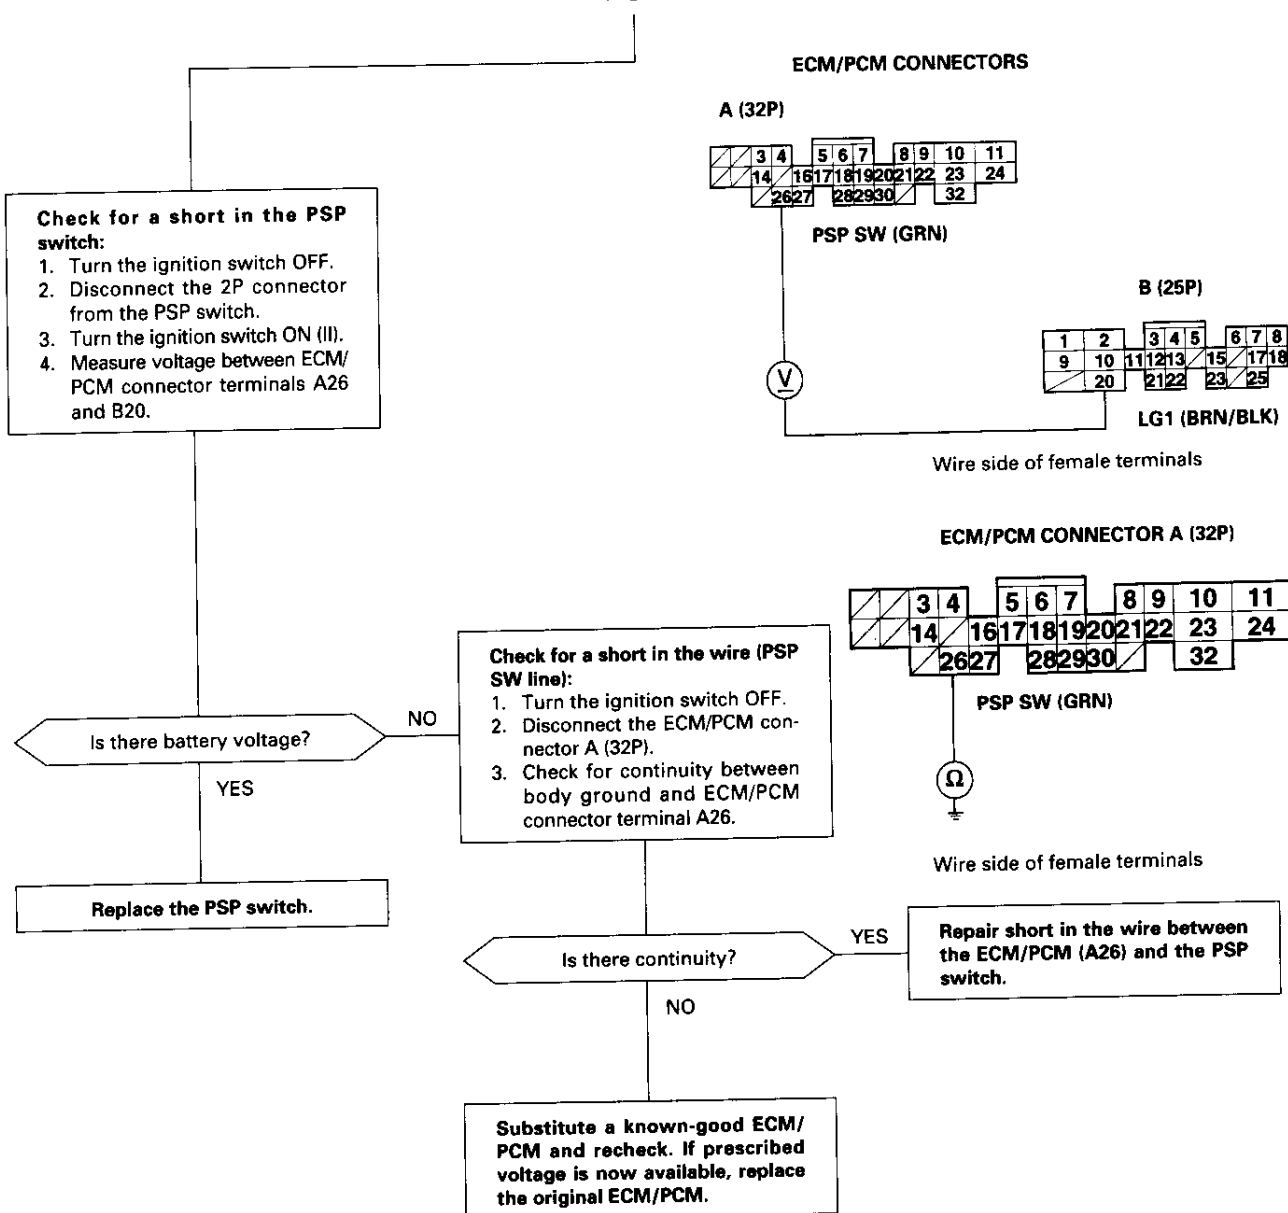 ECM/PCM CONNECTORS
A (32P)
3 4 5 6 7 8 9 10 11
14 16 17 18 19 20 21 22 23 24
26 27 28 29 30 32
PSP SW (GRN)
B (25P)
1 2 3 4 5 6 7 8
9 10 11 12 13 15 17 18
20 21 22 23 25
LG1 (BRN/BLK)
V
Wire side of female terminals
Check for a short in the PSP
switch:
1. Turn the ignition switch OFF.
2. Disconnect the 2P connector
from the PSP switch.
3. Turn the ignition switch ON (II).
4. Measure voltage between ECM/
PCM connector terminals A26
and B20.
ECM/PCM CONNECTOR A (32P)
3 4 5 6 7 8 9 10 11
14 16 17 18 19 20 21 22 23 24
26 27 28 29 30 32
PSP SW (GRN)
Ω
Wire side of female terminals
Is there battery voltage?
NO
YES
Check for a short in the wire (PSP
SW line):
1. Turn the ignition switch OFF.
2. Disconnect the ECM/PCM con-
nector A (32P).
3. Check for continuity between
body ground and ECM/PCM
connector terminal A26.
Replace the PSP switch.
Is there continuity?
YES
NO
Repair short in the wire between
the ECM/PCM (A26) and the PSP
switch.
Substitute a known-good ECM/
PCM and recheck. If prescribed
voltage is now available, replace
the original ECM/PCM.